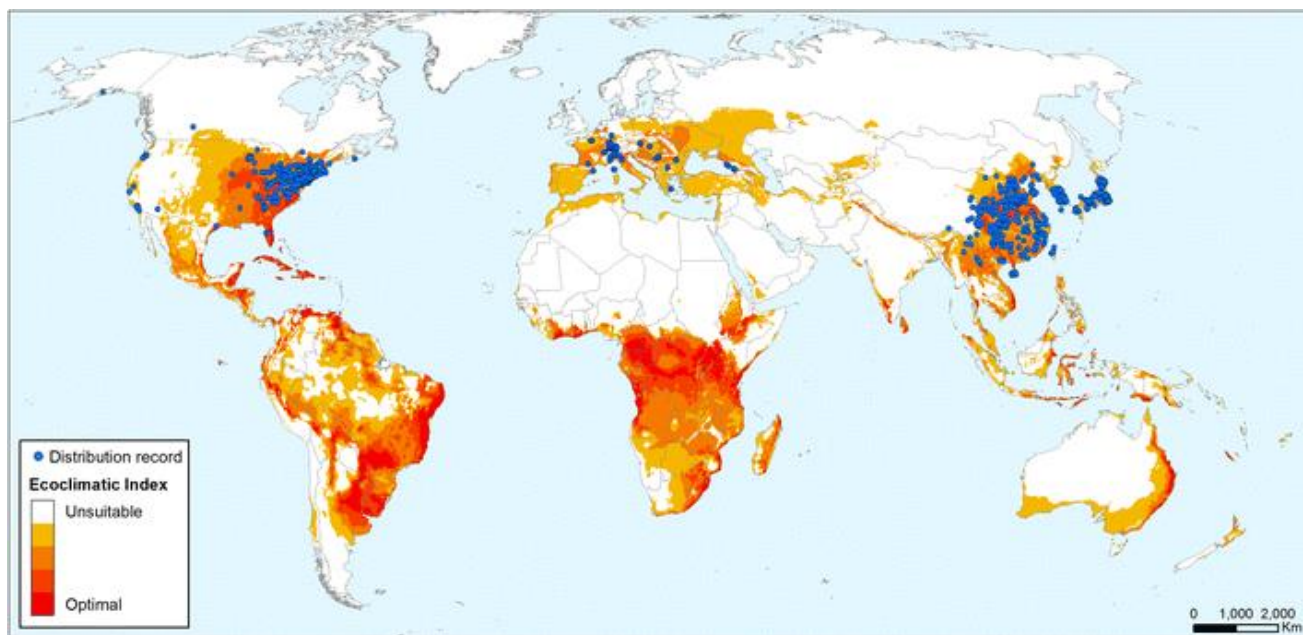 Distribution record
Ecoclimatic Index
Unsuitable
Optimal
0 1,000 2,000
Km